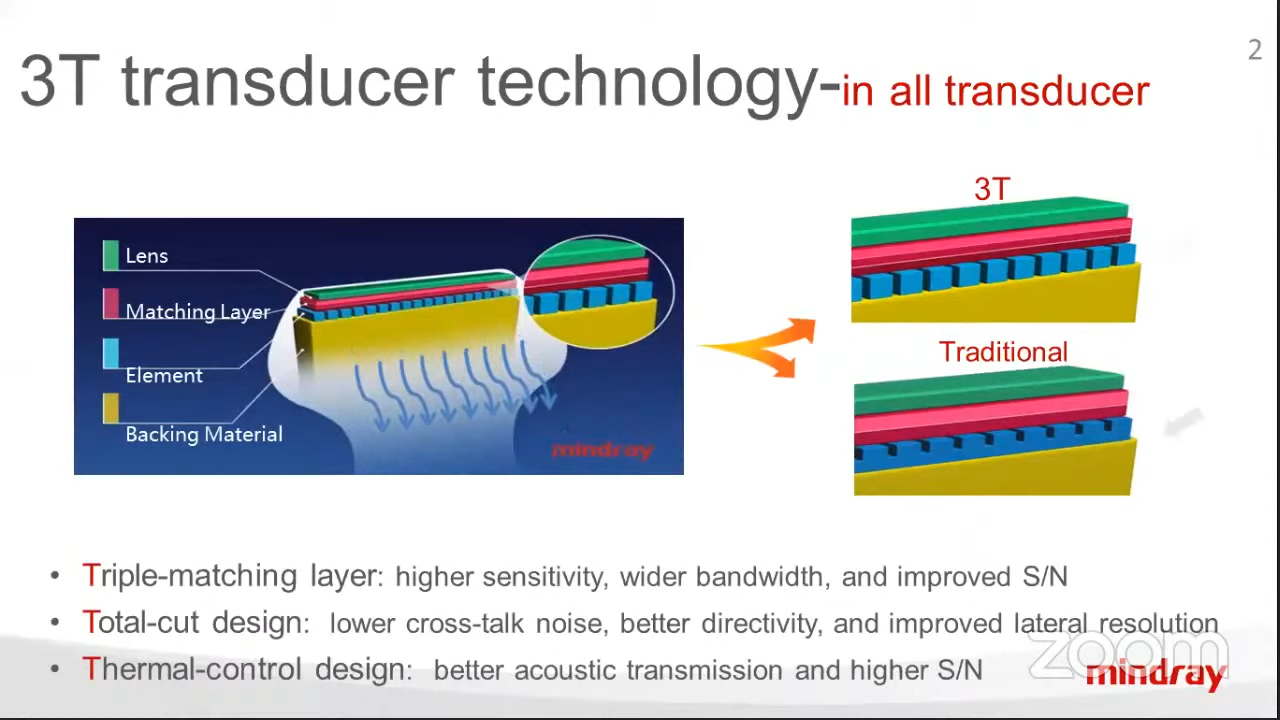 2
3T transducer technology-in all transducer
Lens
Matching Layer
Element
Backing Material
mindray
3T
Traditional
• Triple-matching layer: higher sensitivity, wider bandwidth, and improved S/N
• Total-cut design: lower cross-talk noise, better directivity, and improved lateral resolution
• Thermal-control design: better acoustic transmission and higher S/N
zoom
mindray